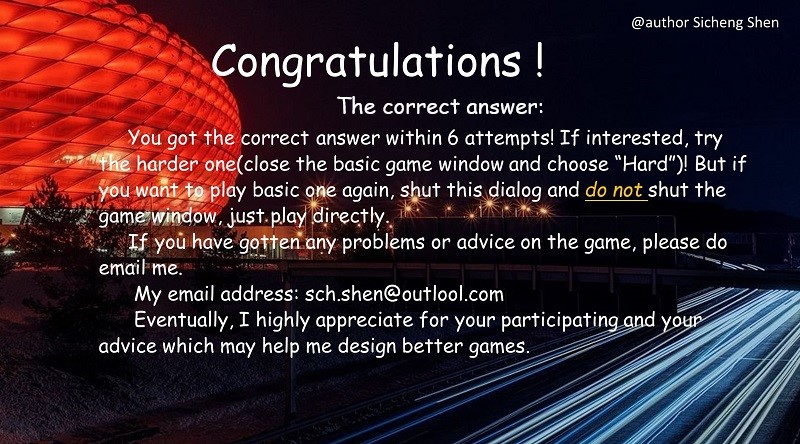 @author Sicheng Shen
Congratulations !
The correct answer:
You got the correct answer within 6 attempts! If interested, try
the harder one(close the basic game window and choose “Hard”)! But if
you want to play basic one again, shut this dialog and do not shut the
game window, just play directly.
If you have gotten any problems or advice on the game, please do
email me.
My email address: sch.shen@outlool.com
Eventually, I highly appreciate for your participating and your
advice which may help me design better games.